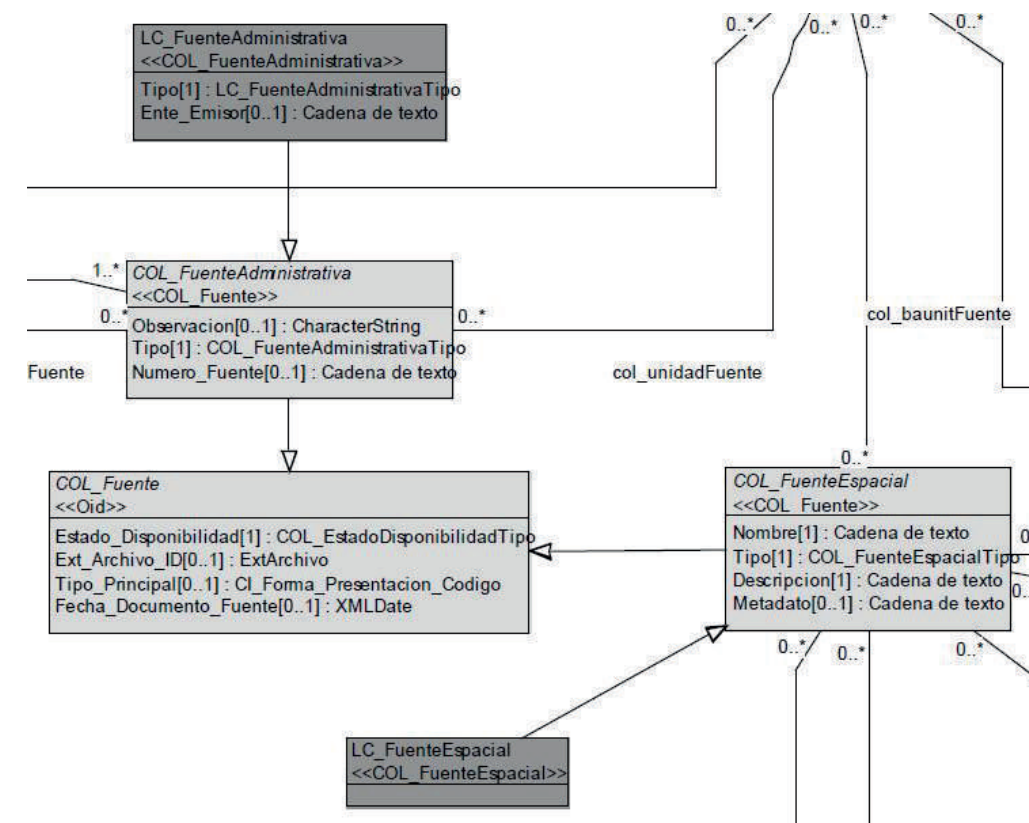 LC_FuenteAdministrativa
<<COL_FuenteAdministrativa>>
Tipo[1] : LC_FuenteAdministrativaTipo
Ente_Emisor[0..1] : Cadena de texto
0..*
0..*
0..*
0..*
1..*
COL_FuenteAdministrativa
<<COL_Fuente>>
0..*
Observacion[0..1] : CharacterString
Tipo[1] : COL_FuenteAdministrativaTipo
Numero_Fuente[0..1] : Cadena de texto
0..*
col_baunitFuente
Fuente
col_unidadFuente
0..*
COL_Fuente
<<Oid>>
Estado_Disponibilidad[1] : COL_EstadoDisponibilidadTipo
Ext_Archivo_ID[0..1] : ExtArchivo
Tipo_Principal[0..1] : CI_Forma_Presentacion_Codigo
Fecha_Documento_Fuente[0..1] : XMLDate
COL_FuenteEspacial
<<COL_Fuente>>
Nombre[1] : Cadena de texto
Tipo[1] : COL_FuenteEspacialTipo
Descripcion[1] : Cadena de texto
Metadato[0..1] : Cadena de texto
0
0..
0..*
0..*
0..*
LC_FuenteEspacial
<<COL_FuenteEspacial>>